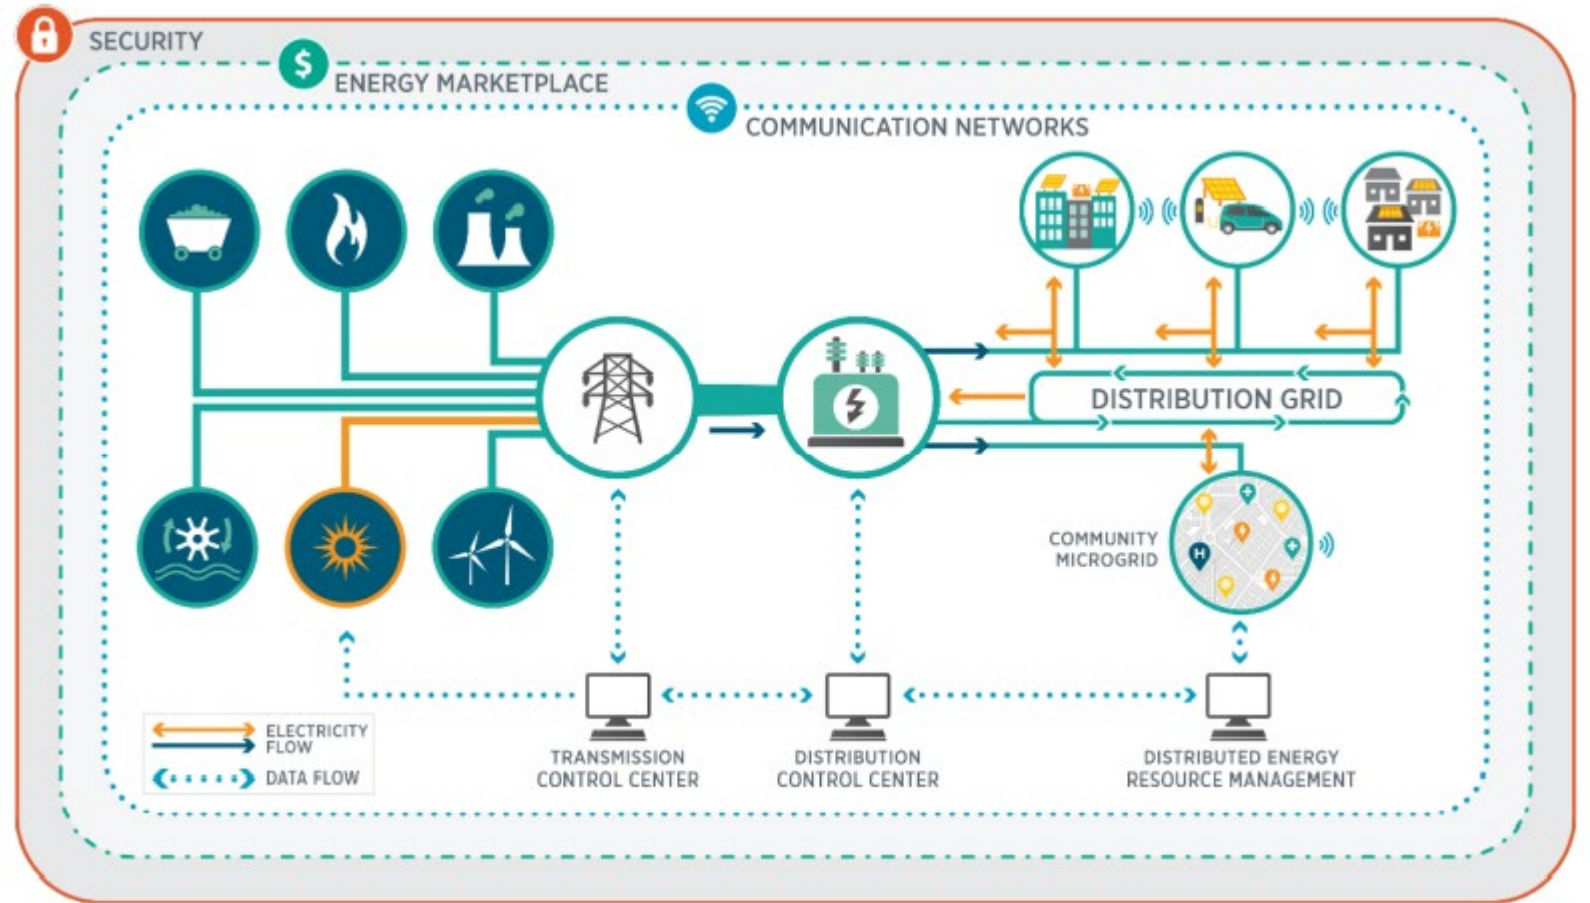 SECURITY
ENERGY MARKETPLACE
COMMUNICATION NETWORKS
DISTRIBUTION GRID
COMMUNITY
MICROGRID
H
ELECTRICITY
FLOW
DATA FLOW
TRANSMISSION
CONTROL CENTER
DISTRIBUTION
CONTROL CENTER
DISTRIBUTED ENERGY
RESOURCE MANAGEMENT